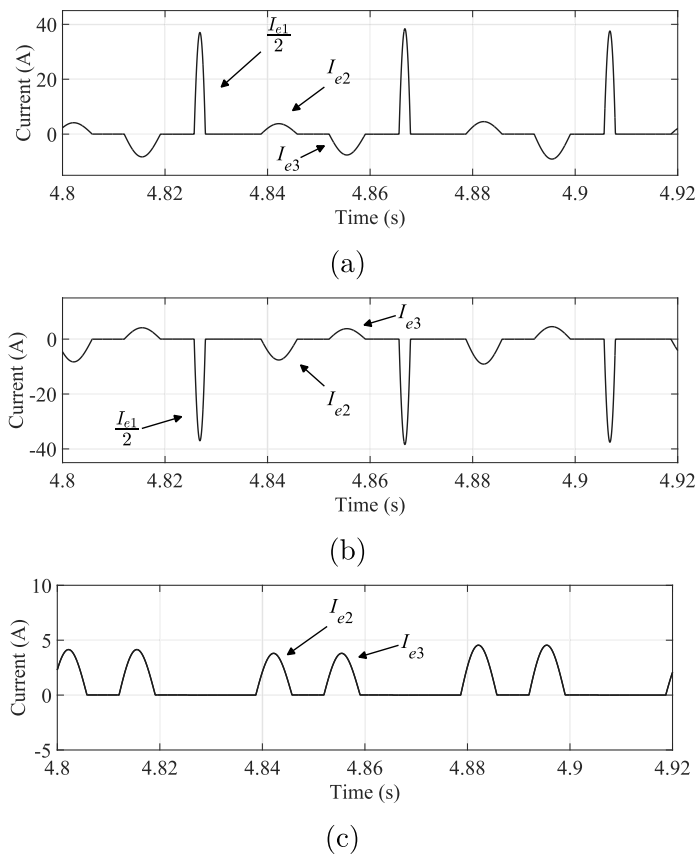 40
20
0
Current (A)
I_{e1}/2
I_{e2}
I_{e3}
4.8 4.82 4.84 4.86 4.88 4.9 4.92
Time (s)
(a)
0
-20
-40
Current (A)
I_{e3}
I_{e2}
I_{e1}/2
4.8 4.82 4.84 4.86 4.88 4.9 4.92
Time (s)
(b)
10
5
0
-5
Current (A)
I_{e2}
I_{e3}
4.8 4.82 4.84 4.86 4.88 4.9 4.92
Time (s)
(c)